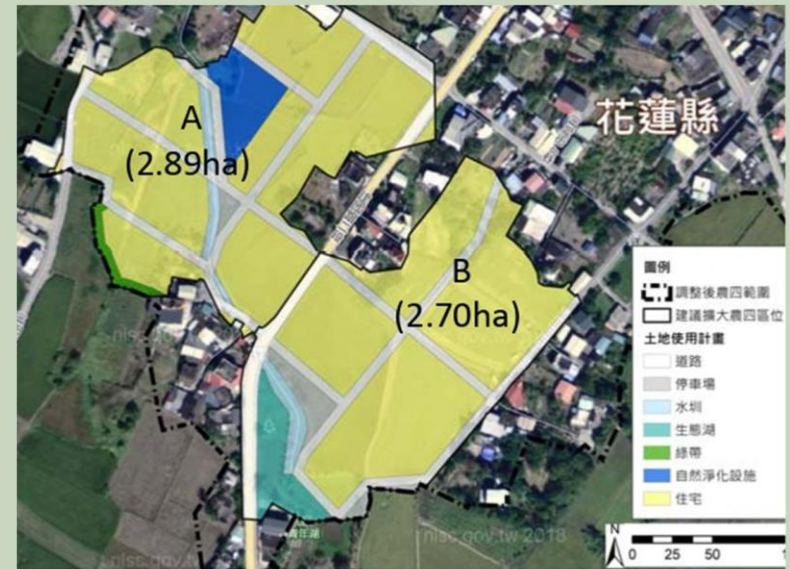 花蓮縣
A
(2.89ha)
B
(2.70ha)
圖例
調整後農四範圍
建議擴大農四區位
土地使用計畫
道路
停車場
水圳
生態湖
綠帶
自然淨化設施
住宅
青年湖
nlsc.gov.tw 2018
N
0 25 50